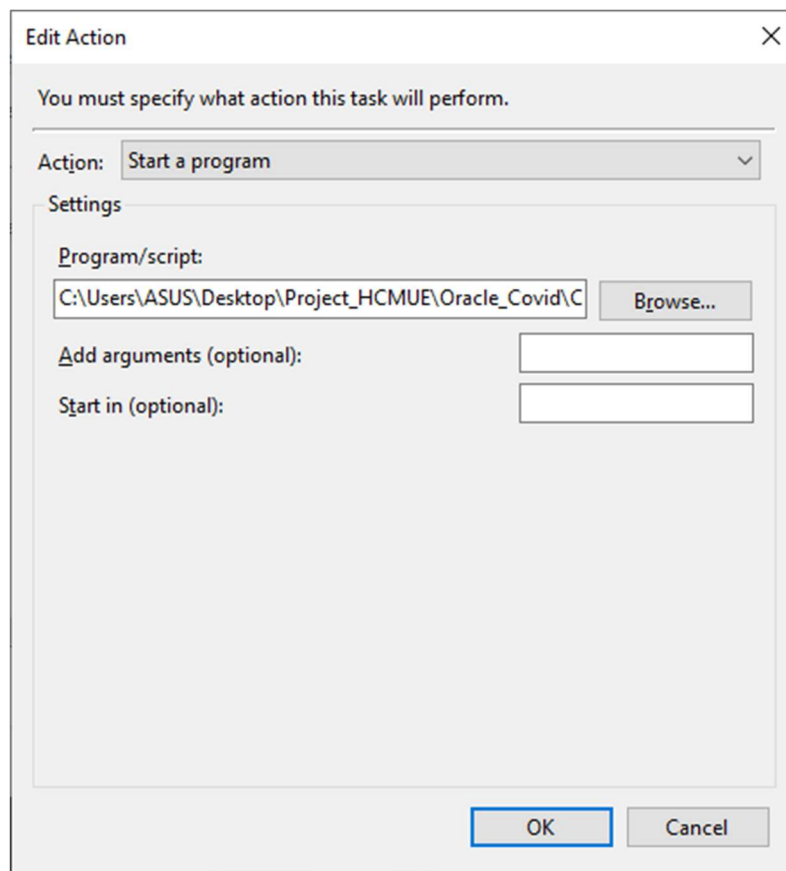 Edit Action
You must specify what action this task will perform.
Action: Start a program
Settings
Program/script:
C:\Users\ASUS\Desktop\Project_HCMUE\Oracle_Covid\C Browse...
Add arguments (optional):
Start in (optional):
OK Cancel